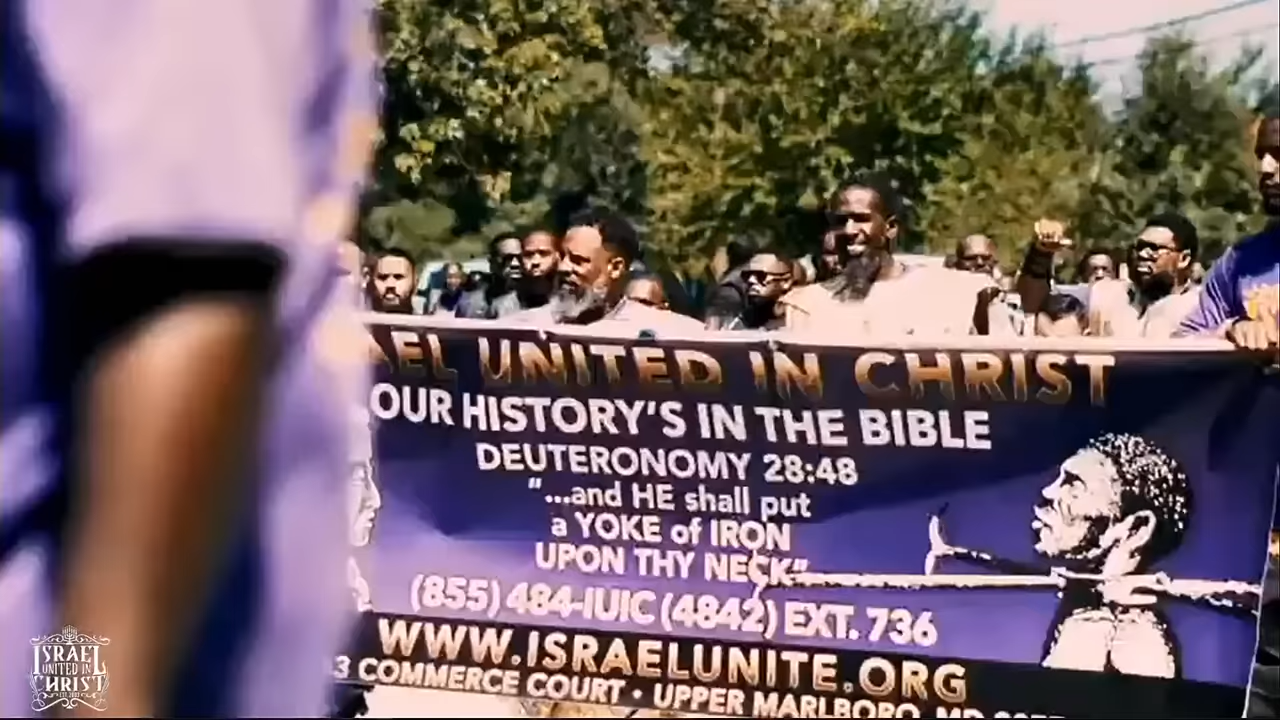 AEL UNITED IN CHRIST
OUR HISTORY'S IN THE BIBLE
DEUTERONOMY 28:48
"...and HE shall put
a YOKE of IRON
UPON THY NECK"
(855) 484-IUIC (4842) EXT. 736
WWW.ISRAELUNITE.ORG
3 COMMERCE COURT • UPPER MARLBORO, MD
ISRAEL
UNITED IN
CHRIST